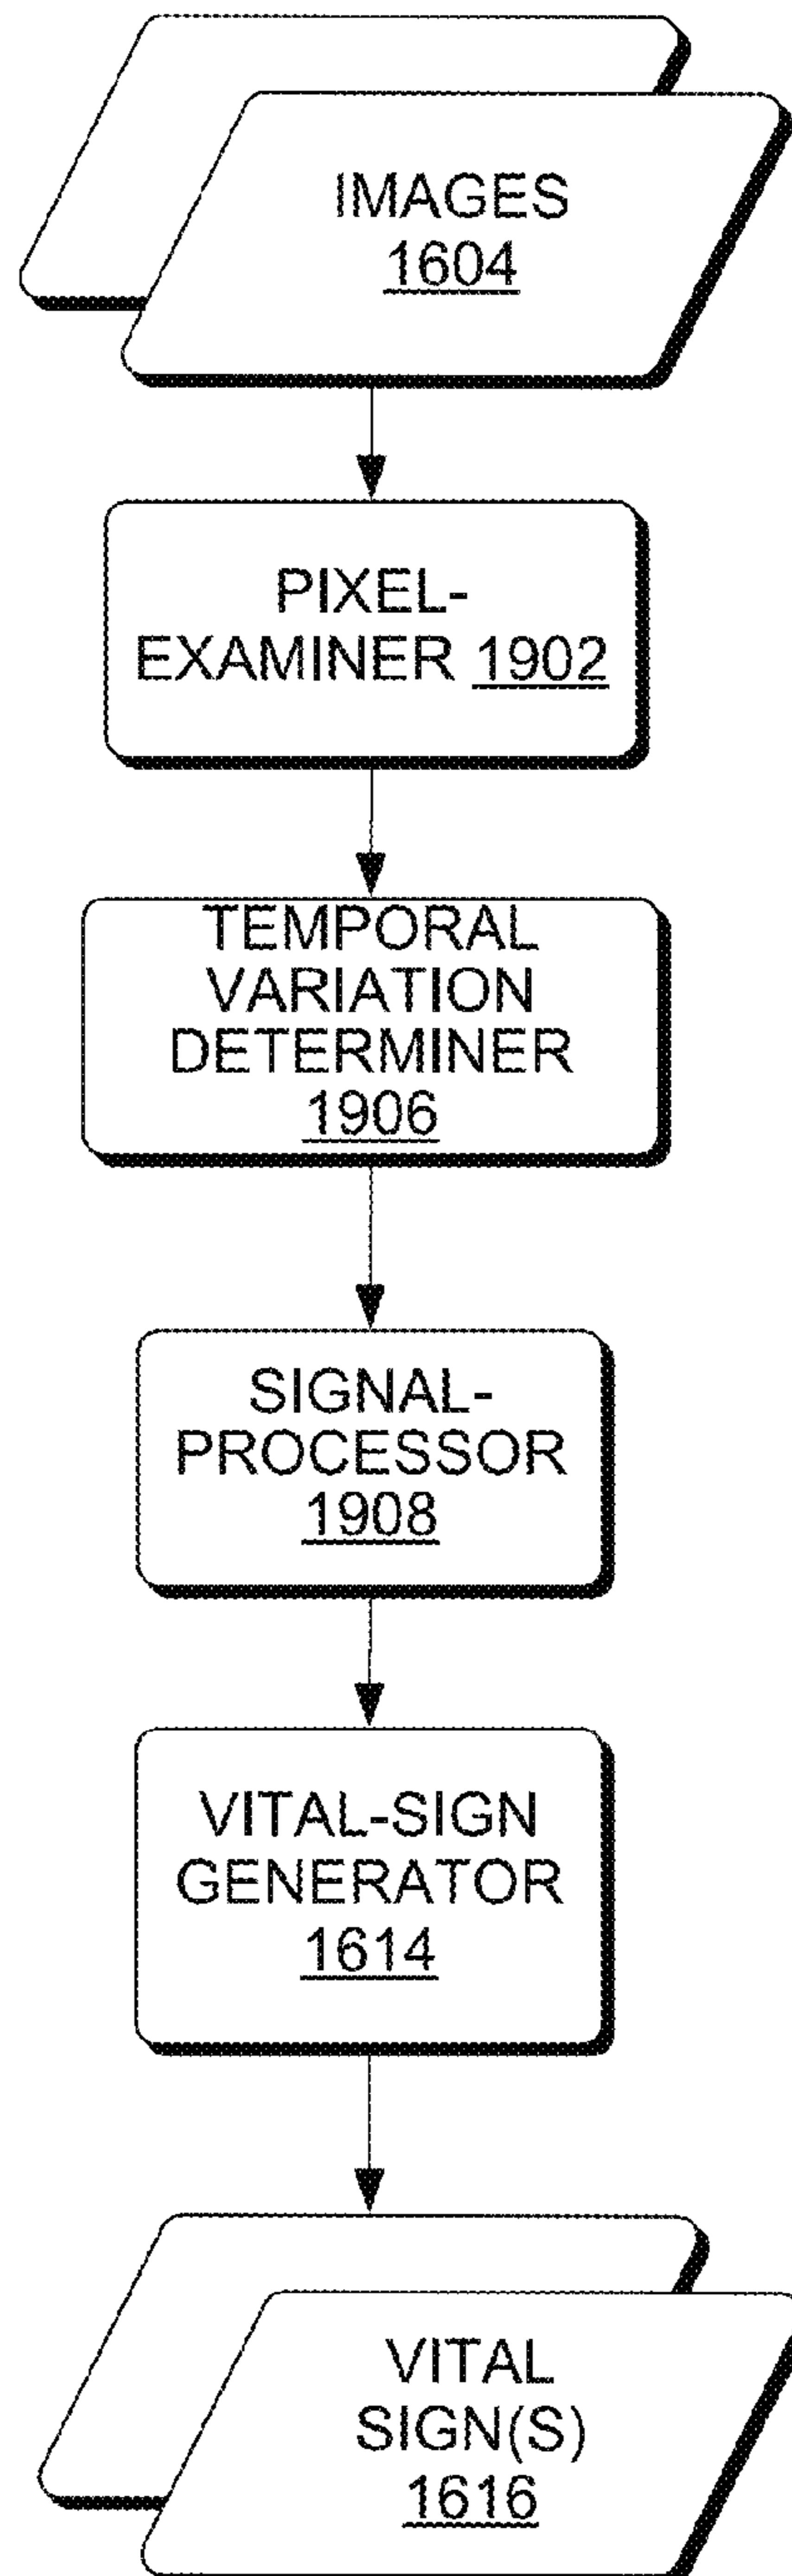 IMAGES
1604
PIXEL-
EXAMINER 1902
TEMPORAL
VARIATION
DETERMINER
1906
SIGNAL-
PROCESSOR
1908
VITAL-SIGN
GENERATOR
1614
VITAL
SIGN(S)
1616